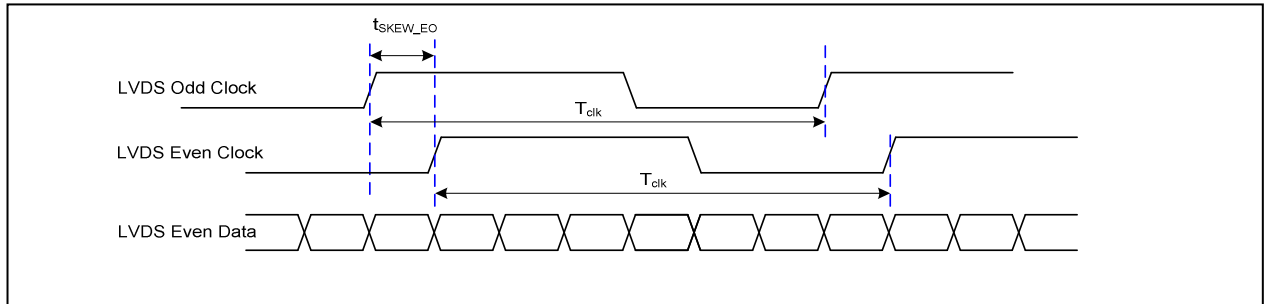 tSKEW_EO
LVDS Odd Clock
Tclk
LVDS Even Clock
Tclk
LVDS Even Data